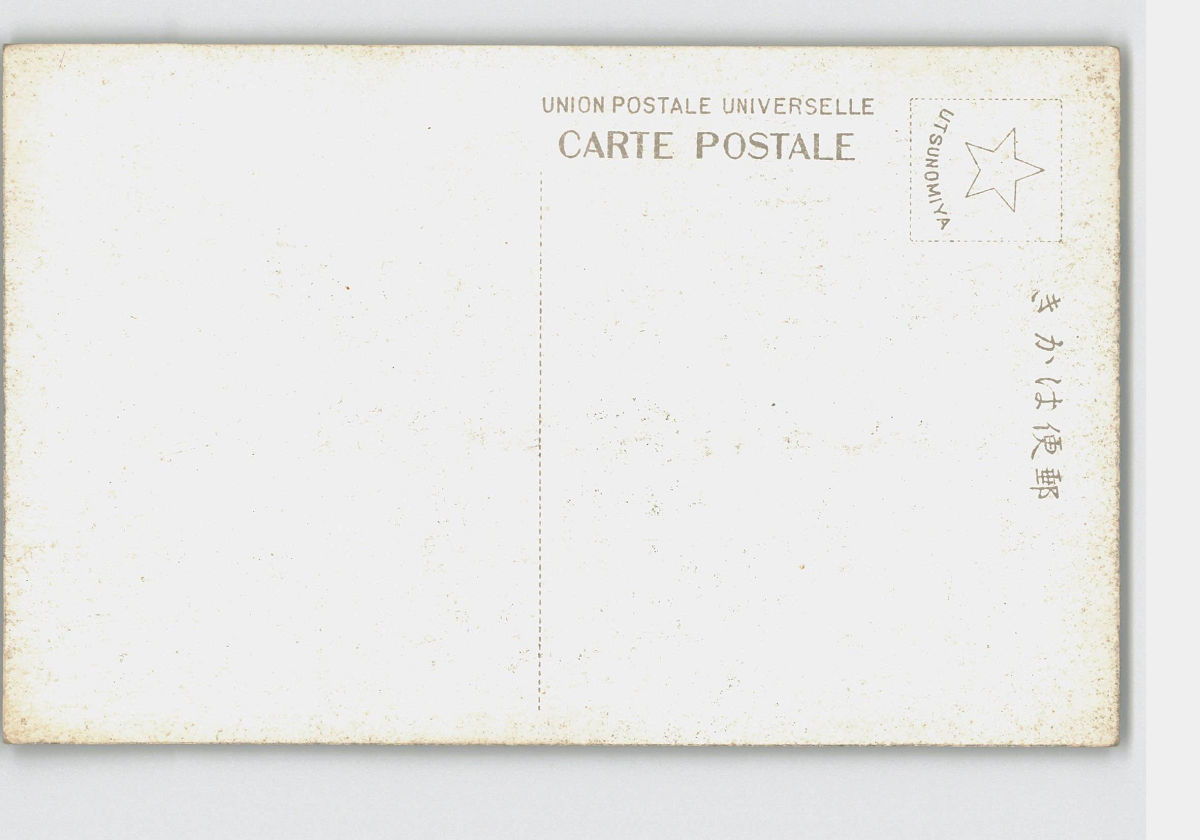 UNION POSTALE UNIVERSELLE
CARTE POSTALE
UTSUNOMIYA
郵便はかき